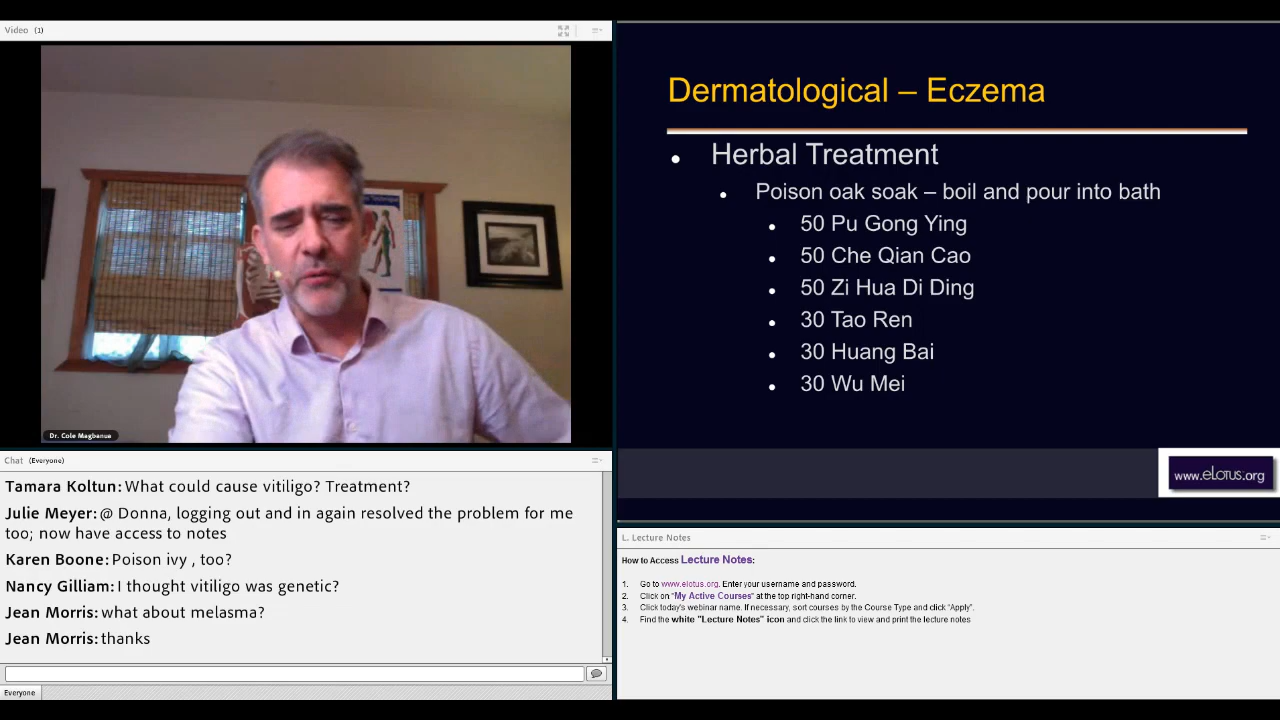 Video (1)
Dr. Cole Magbanua
Dermatological – Eczema
Herbal Treatment
Poison oak soak – boil and pour into bath
50 Pu Gong Ying
50 Che Qian Cao
50 Zi Hua Di Ding
30 Tao Ren
30 Huang Bai
30 Wu Mei
www.eLotus.org
Chat (Everyone)
Tamara Koltun: What could cause vitiligo? Treatment?
Julie Meyer: @ Donna, logging out and in again resolved the problem for me
too; now have access to notes
Karen Boone: Poison ivy , too?
Nancy Gilliam: I thought vitiligo was genetic?
Jean Morris: what about melasma?
Jean Morris: thanks
Everyone
L. Lecture Notes
How to Access Lecture Notes:
1. Go to www.elotus.org. Enter your username and password.
2. Click on "My Active Courses" at the top right-hand corner.
3. Click today's webinar name. If necessary, sort courses by the Course Type and click "Apply".
4. Find the white "Lecture Notes" icon and click the link to view and print the lecture notes